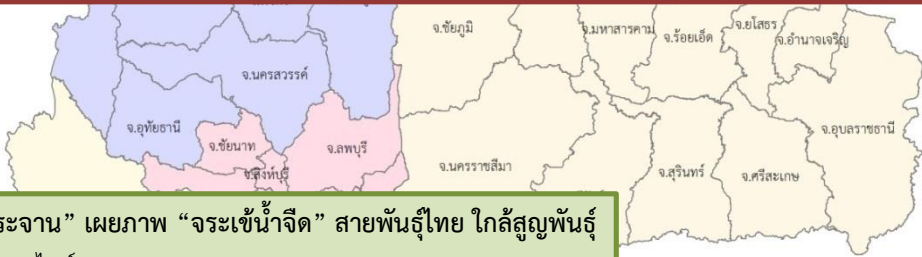 จ.ชัยภูมิ
จ.มหาสารคาม
จ.ร้อยเอ็ด
จ.ยโสธร
จ.อำนาจเจริญ
จ.นครสวรรค์
จ.อุทัยธานี
จ.ชัยนาท
จ.ลพบุรี
จ.อุบลราชธานี
จ.สิงห์บุรี
จ.นครราชสีมา
จ.สุรินทร์
จ.ศรีสะเกษ
ระจาน” เผยภาพ “จระเข้น้ำจืด” สายพันธุ์ไทย ใกล้สูญพันธุ์